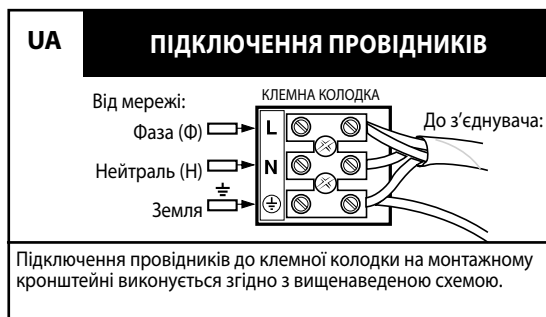 UA
ПІДКЛЮЧЕННЯ ПРОВІДНИКІВ
Від мережі:
КЛЕМНА КОЛОДКА
Фаза (Ф)
L
До з’єднувача:
Нейтраль (Н)
N
Земля
Підключення провідників до клемної колодки на монтажному
кронштейні виконується згідно з вищенаведеною схемою.